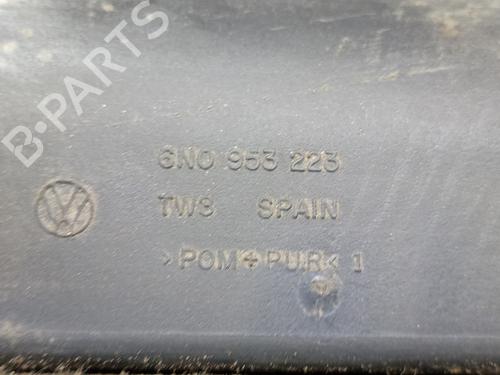 B-PARTS
6N0 953 223
TW3 SPAIN
>POM+PUR< 1